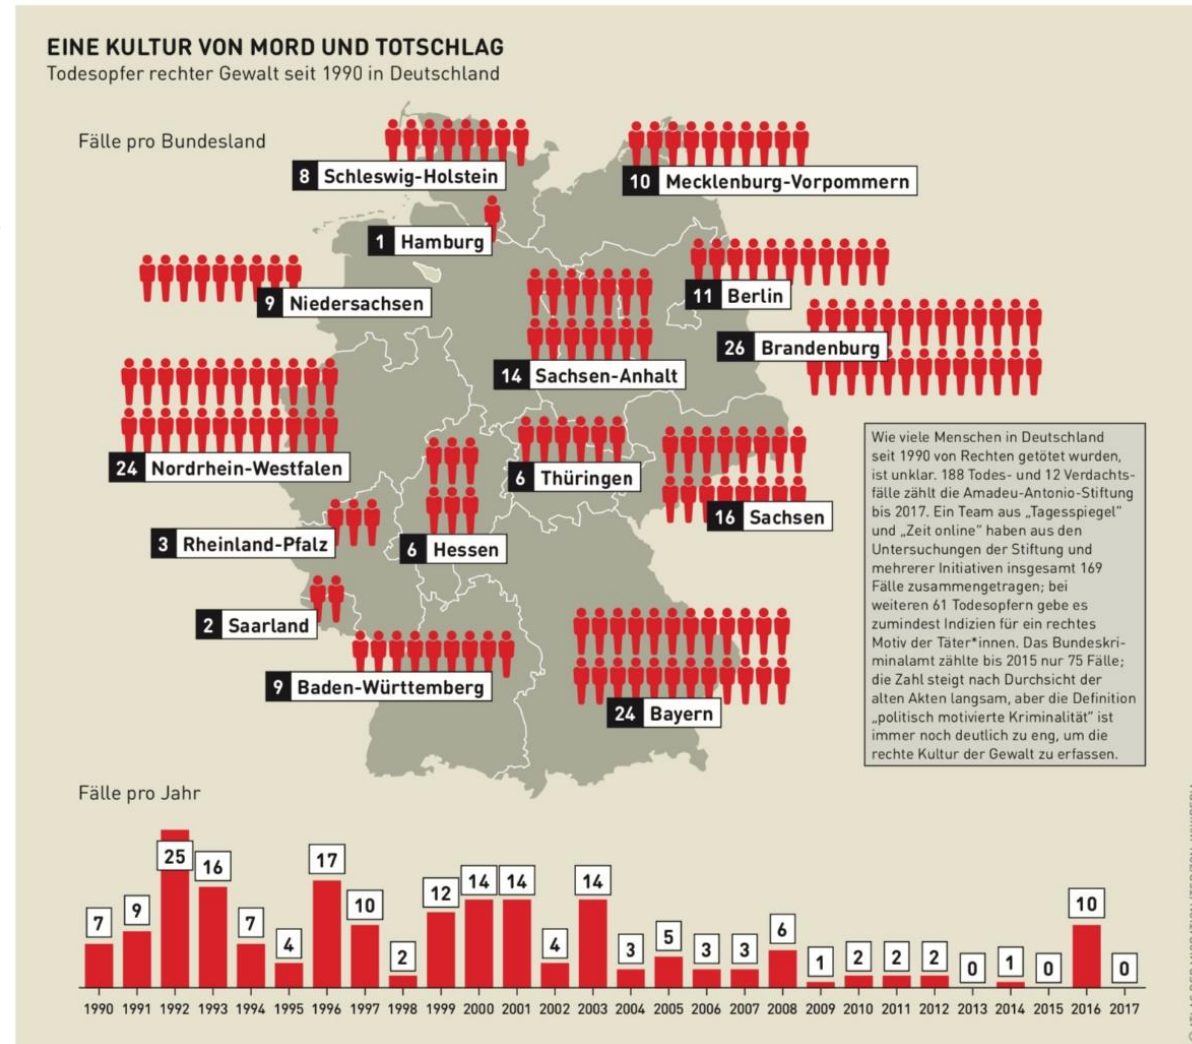 EINE KULTUR VON MORD UND TOTSCHLAG
Todesopfer rechter Gewalt seit 1990 in Deutschland
Fälle pro Bundesland
8 Schleswig-Holstein
10 Mecklenburg-Vorpommern
1 Hamburg
9 Niedersachsen
11 Berlin
26 Brandenburg
14 Sachsen-Anhalt
24 Nordrhein-Westfalen
6 Thüringen
16 Sachsen
3 Rheinland-Pfalz
6 Hessen
2 Saarland
9 Baden-Württemberg
24 Bayern
Wie viele Menschen in Deutschland
seit 1990 von Rechten getötet wurden,
ist unklar. 188 Todes- und 12 Verdachts-
fälle zählt die Amadeu-Antonio-Stiftung
bis 2017. Ein Team aus „Tagesspiegel“
und „Zeit online“ haben aus den
Untersuchungen der Stiftung und
mehrerer Initiativen insgesamt 169
Fälle zusammengetragen; bei
weiteren 61 Todesopfern gebe es
zumindest Indizien für ein rechtes
Motiv der Täter*innen. Das Bundeskri-
minalamt zählte bis 2015 nur 75 Fälle;
die Zahl steigt nach Durchsicht der
alten Akten langsam, aber die Definition
„politisch motivierte Kriminalität“ ist
immer noch deutlich zu eng, um die
rechte Kultur der Gewalt zu erfassen.
Fälle pro Jahr
7 9 25 16 7 4 17 10 2 12 14 14 4 14 3 5 3 3 6 1 2 2 2 0 1 0 10 0
1990 1991 1992 1993 1994 1995 1996 1997 1998 1999 2000 2001 2002 2003 2004 2005 2006 2007 2008 2009 2010 2011 2012 2013 2014 2015 2016 2017